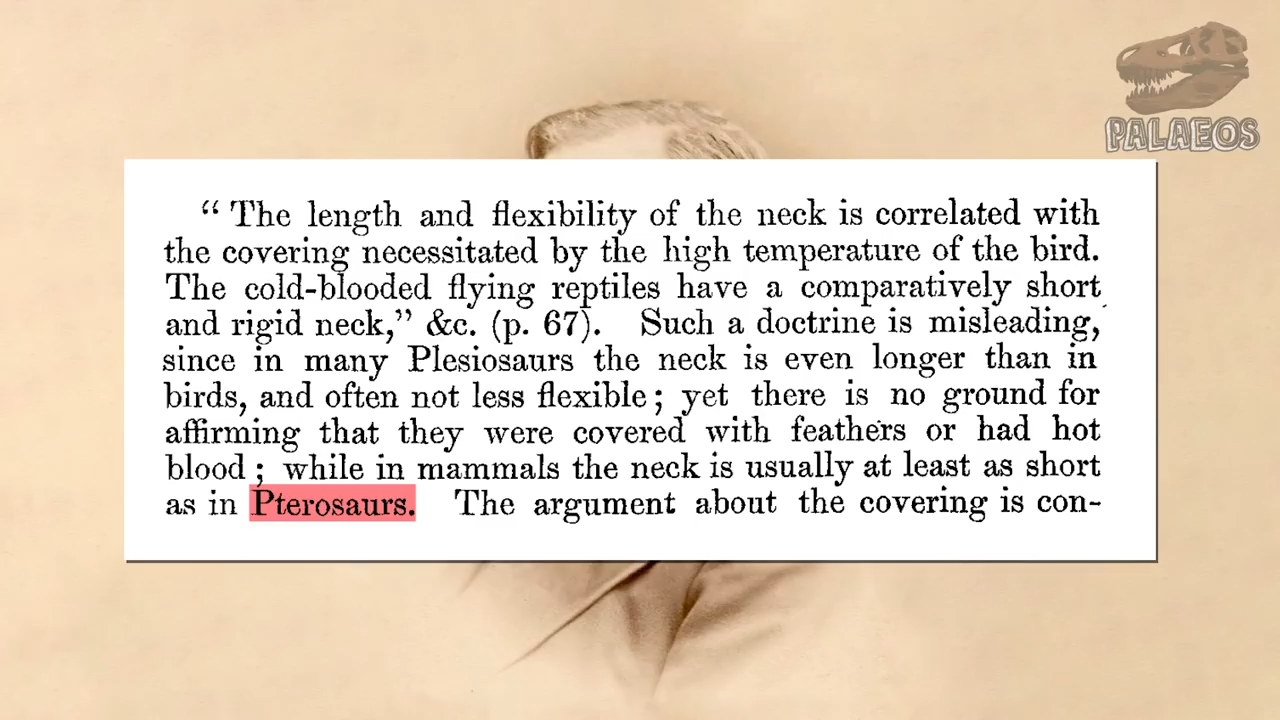 PALAEOS
“ The length and flexibility of the neck is correlated with
the covering necessitated by the high temperature of the bird.
The cold-blooded flying reptiles have a comparatively short
and rigid neck,” &c. (p. 67). Such a doctrine is misleading,
since in many Plesiosaurs the neck is even longer than in
birds, and often not less flexible ; yet there is no ground for
affirming that they were covered with feathers or had hot
blood ; while in mammals the neck is usually at least as short
as in Pterosaurs. The argument about the covering is con-